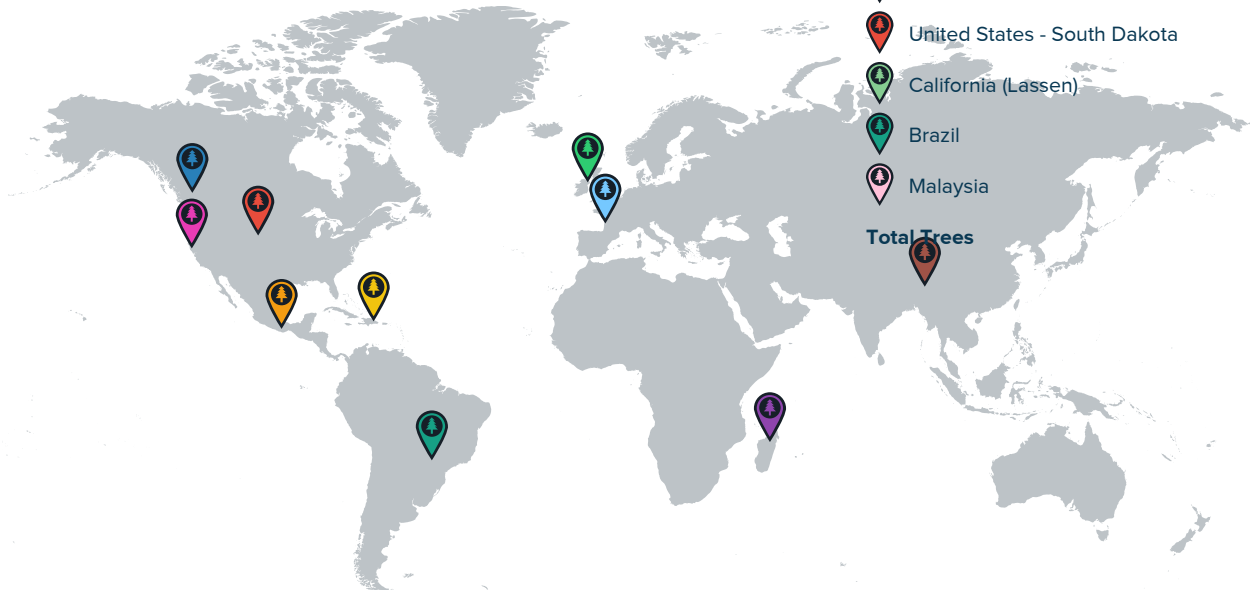 United States - South Dakota
California (Lassen)
Brazil
Malaysia
Total Trees